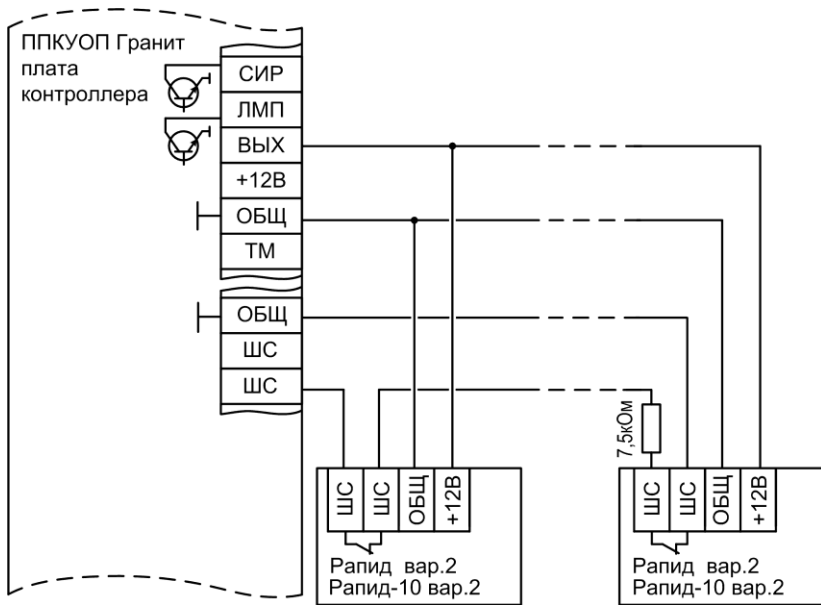 ППКУОП Гранит
плата
контроллера
СИР
ЛМП
ВЫХ
+12В
ОБЩ
ТМ
ОБЩ
ШС
ШС
7,5кОм
ШС
ШС
ОБЩ
+12В
Рапид вар.2
Рапид-10 вар.2
ШС
ШС
ОБЩ
+12В
Рапид вар.2
Рапид-10 вар.2